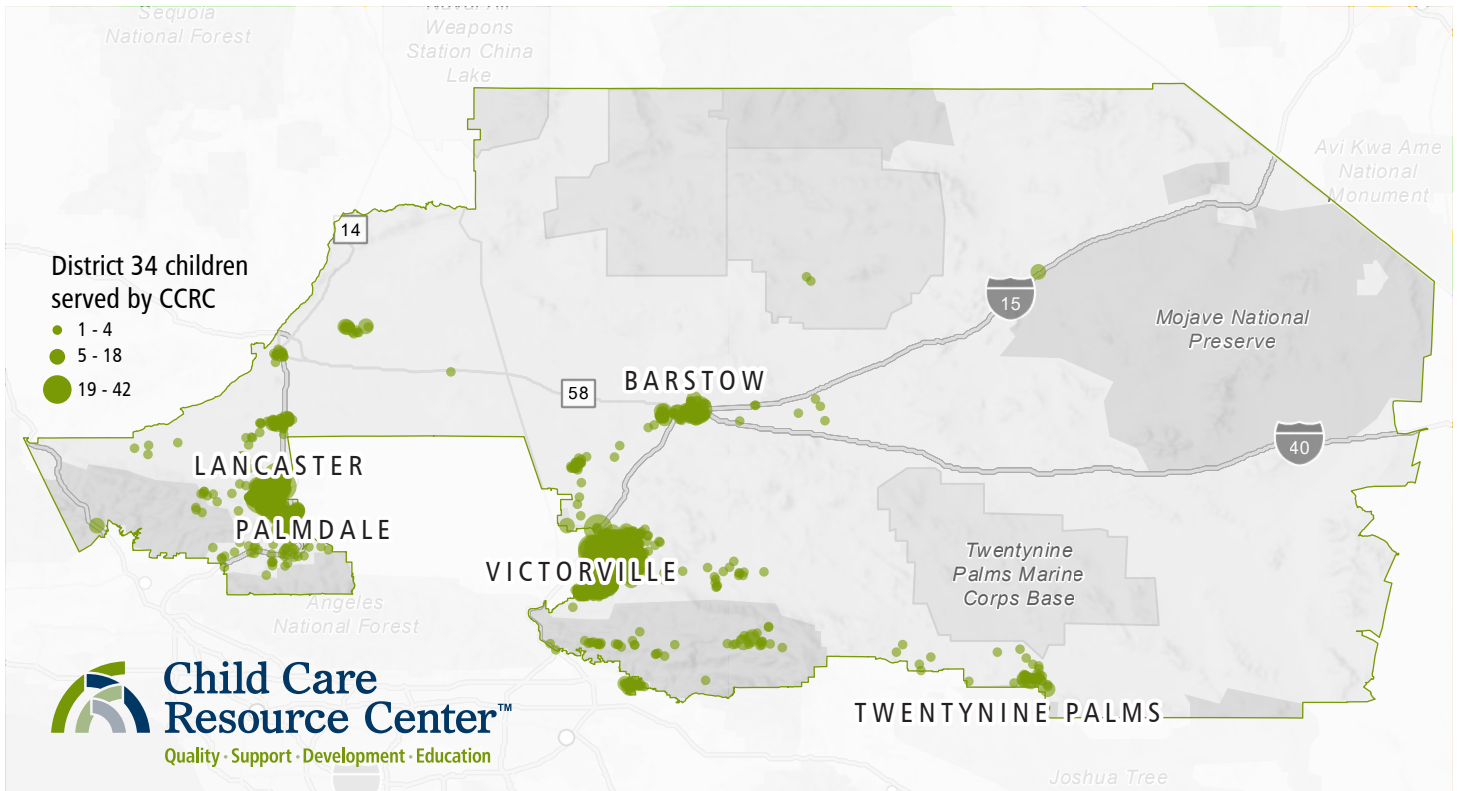 Sequoia
National Forest
Naval Air
Weapons
Station China
Lake
Avi Kwa Ame
National
Monument
14
District 34 children
served by CCRC
1 - 4
5 - 18
19 - 42
15
Mojave National
Preserve
BARSTOW
58
40
LANCASTER
PALMDALE
VICTORVILLE
Twentynine
Palms Marine
Corps Base
Angeles
National Forest
Child Care
Resource Center™
Quality · Support · Development · Education
TWENTYNINE PALMS
Joshua Tree